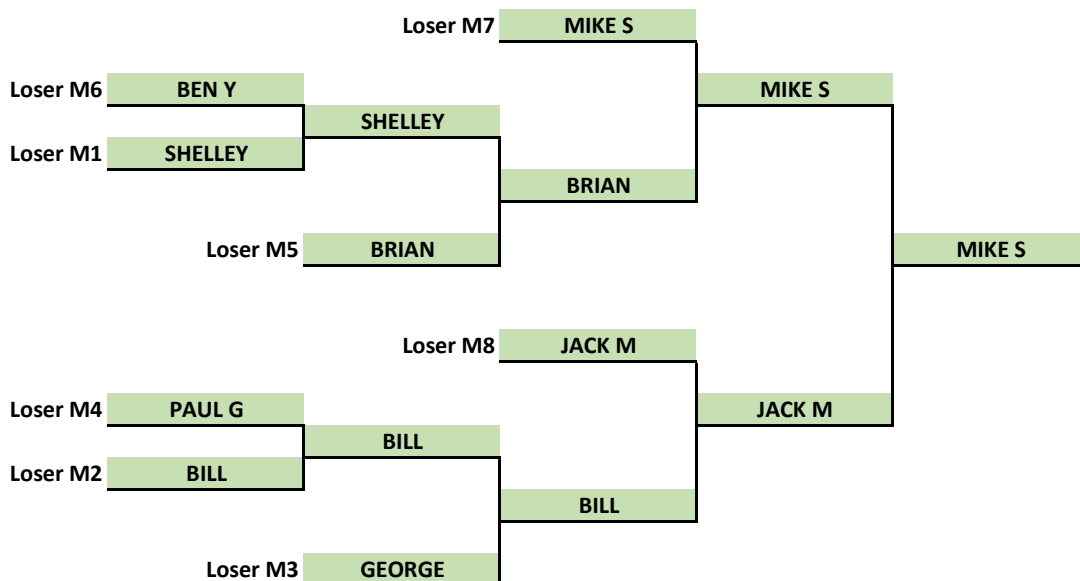 Loser M7 MIKE S
Loser M6 BEN Y MIKE S
SHELLEY
Loser M1 SHELLEY
BRIAN
Loser M5 BRIAN MIKE S
Loser M8 JACK M
Loser M4 PAUL G JACK M
BILL
Loser M2 BILL
BILL
Loser M3 GEORGE